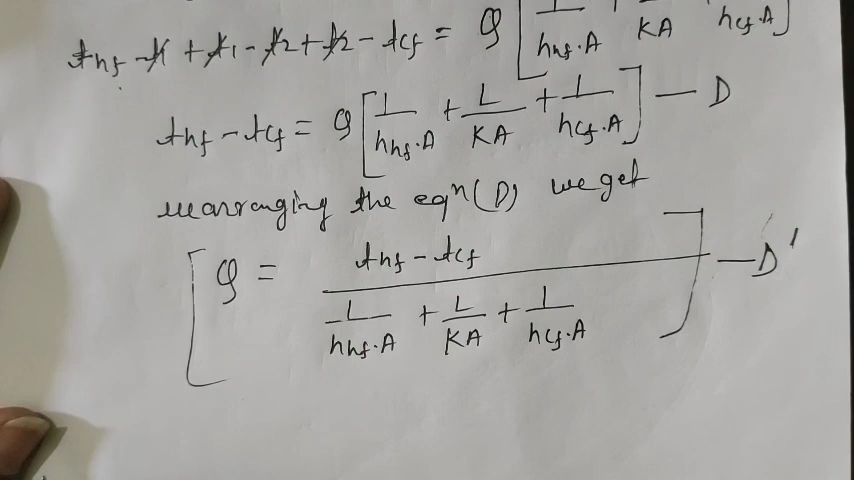 thf - t1 + t1 - t2 + t2 - tcf = Q [ 1/hhf·A + L/KA + 1/hcf·A ]
thf - tcf = Q [ 1/hhf·A + L/KA + 1/hcf·A ] — D
rearranging the eqn (D) we get
[ Q = thf - tcf / 1/hhf·A + L/KA + 1/hcf·A ] — D'